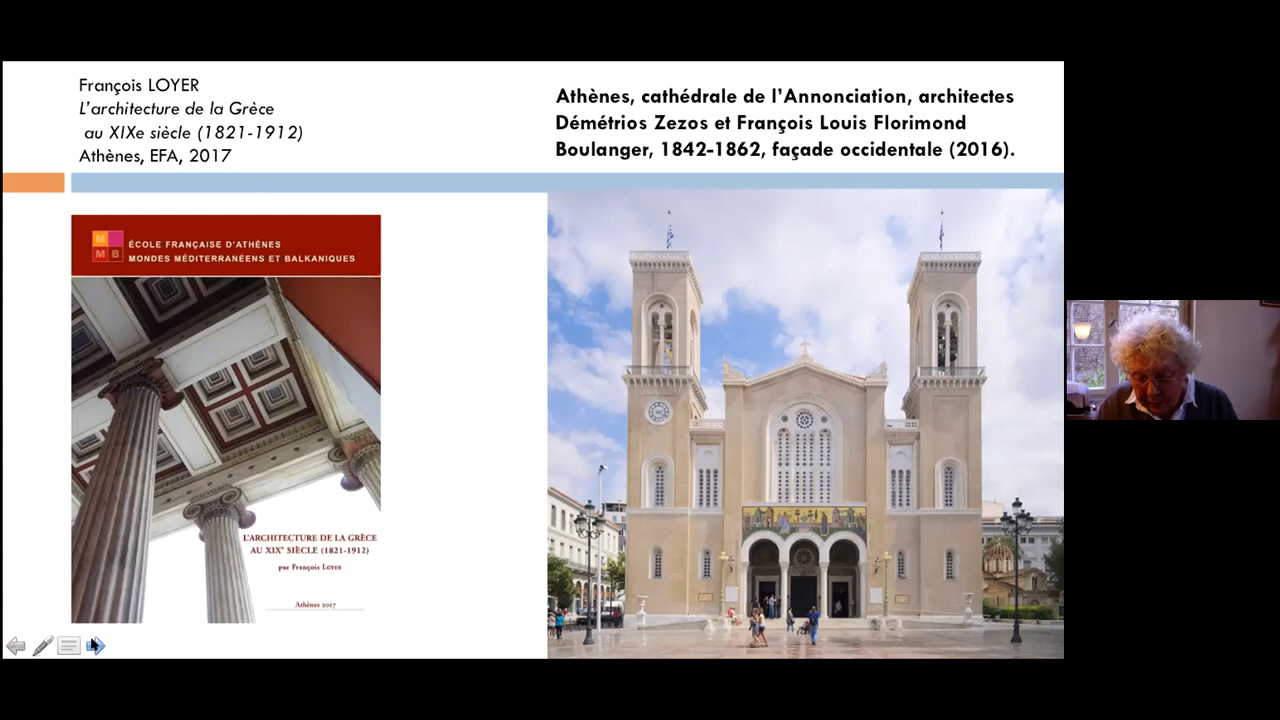 François LOYER
L'architecture de la Grèce
au XIXe siècle (1821-1912)
Athènes, EFA, 2017
Athènes, cathédrale de l'Annonciation, architectes
Démétrios Zezos et François Louis Florimond
Boulanger, 1842-1862, façade occidentale (2016).
M
M B
ÉCOLE FRANÇAISE D'ATHÈNES
MONDES MÉDITERRANÉENS ET BALKANIQUES
L'ARCHITECTURE DE LA GRÈCE
AU XIXe SIÈCLE (1821-1912)
par François Loyer
Athènes 2017